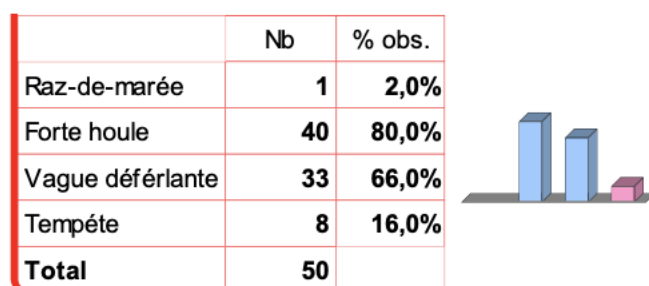 Nb % obs.
Raz-de-marée 1 2,0%
Forte houle 40 80,0%
Vague déférlante 33 66,0%
Tempéte 8 16,0%
Total 50